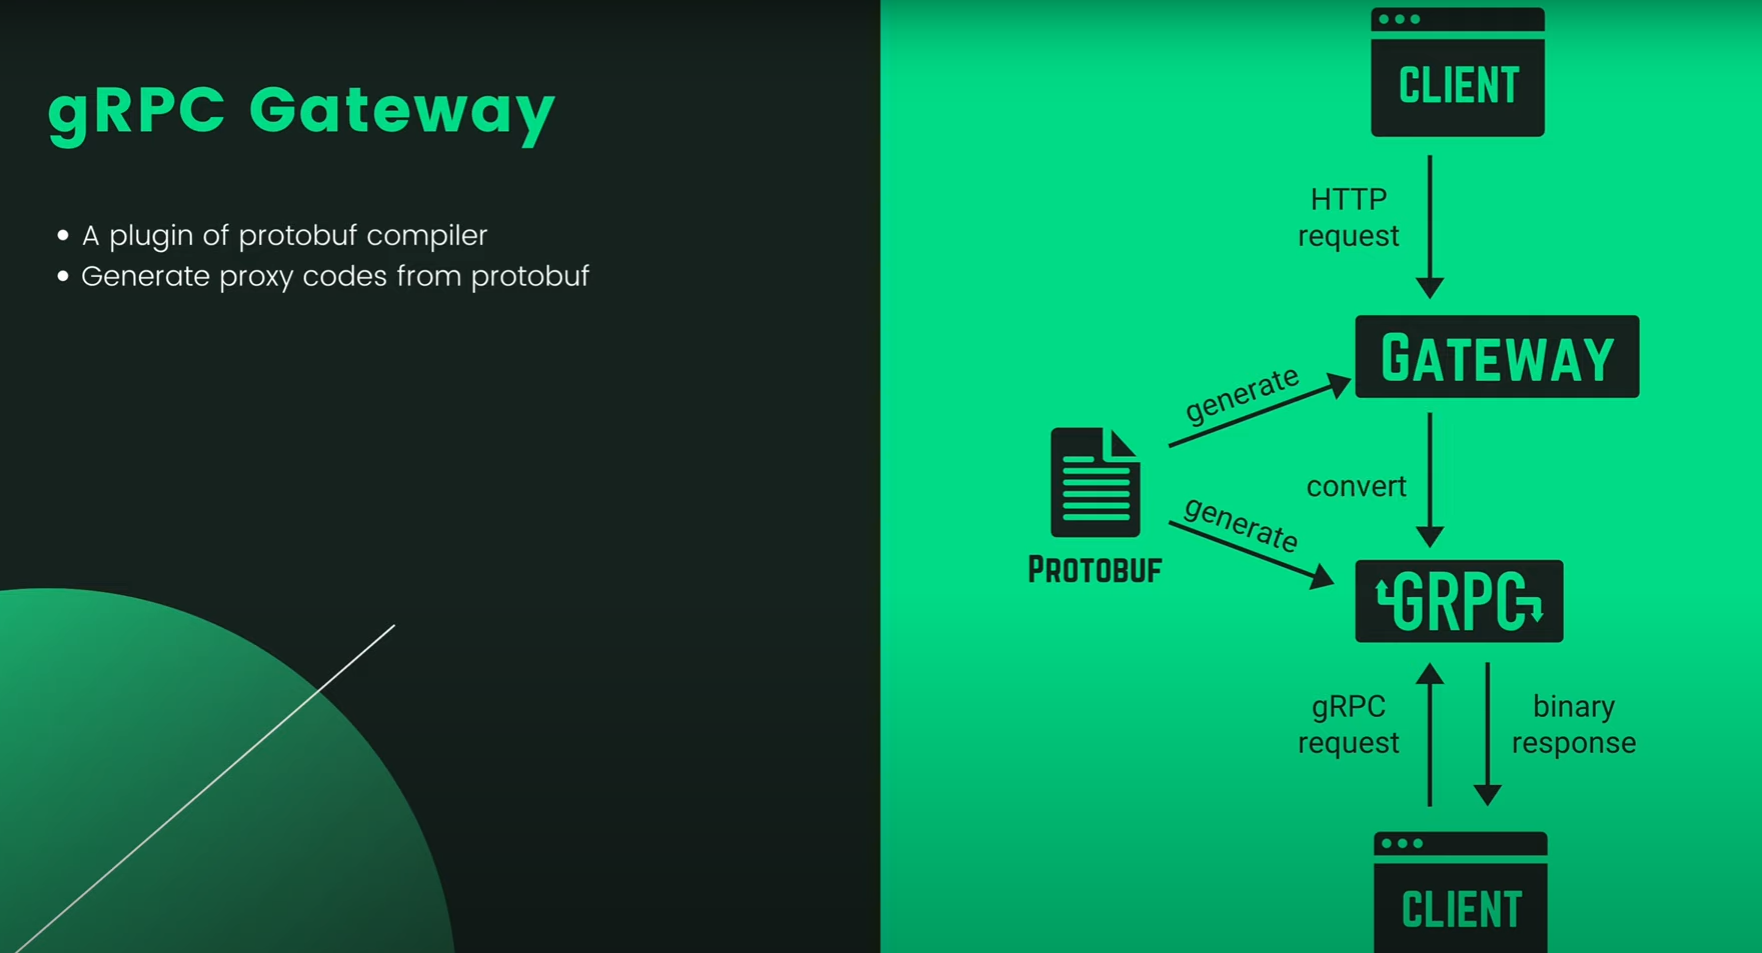 gRPC Gateway
A plugin of protobuf compiler
Generate proxy codes from protobuf
CLIENT
HTTP
request
GATEWAY
generate
convert
generate
PROTOBUF
GRPC
gRPC
request
binary
response
CLIENT